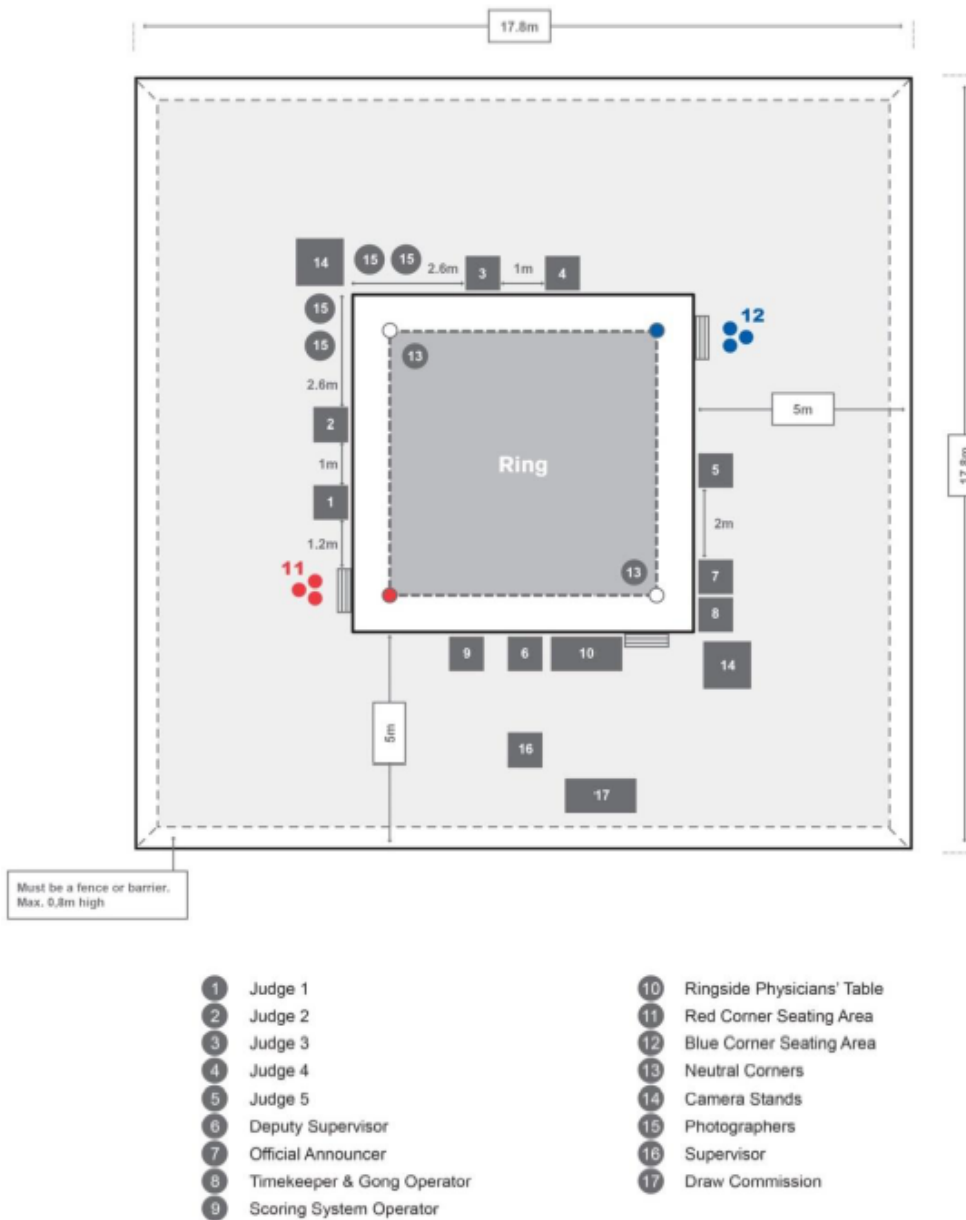 17.8m
14
15
15
2.6m
3
1m
4
15
12
13
15
2.6m
5m
2
17.8m
Ring
5
1m
1
2m
1.2m
11
13
7
8
9
6
10
14
5m
16
17
Must be a fence or barrier.
Max. 0,8m high
1 Judge 1
2 Judge 2
3 Judge 3
4 Judge 4
5 Judge 5
6 Deputy Supervisor
7 Official Announcer
8 Timekeeper & Gong Operator
9 Scoring System Operator
10 Ringside Physicians' Table
11 Red Corner Seating Area
12 Blue Corner Seating Area
13 Neutral Corners
14 Camera Stands
15 Photographers
16 Supervisor
17 Draw Commission